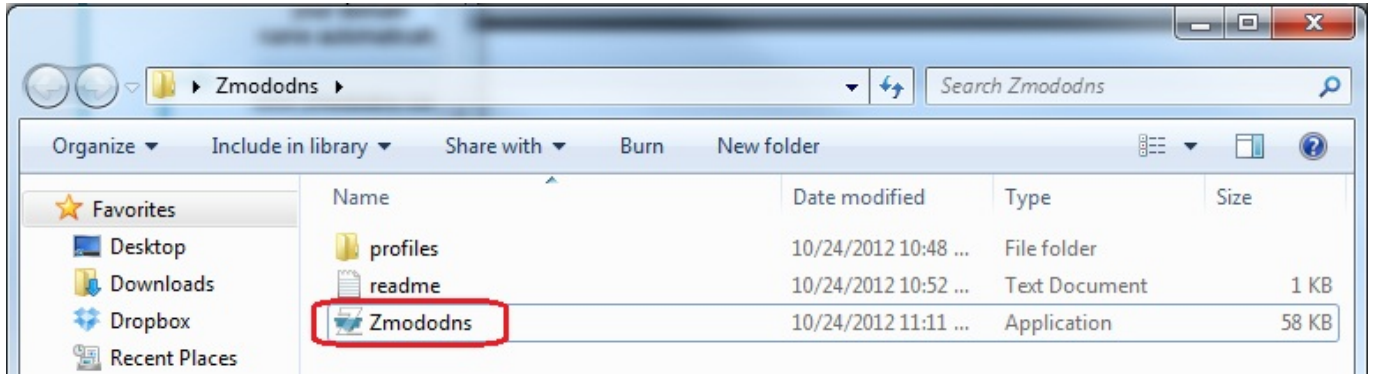 Zmododns
Search Zmododns
Organize Include in library Share with Burn New folder
Favorites
Desktop
Downloads
Dropbox
Recent Places
Name Date modified Type Size
profiles 10/24/2012 10:48 ... File folder
readme 10/24/2012 10:52 ... Text Document 1 KB
Zmododns 10/24/2012 11:11 ... Application 58 KB